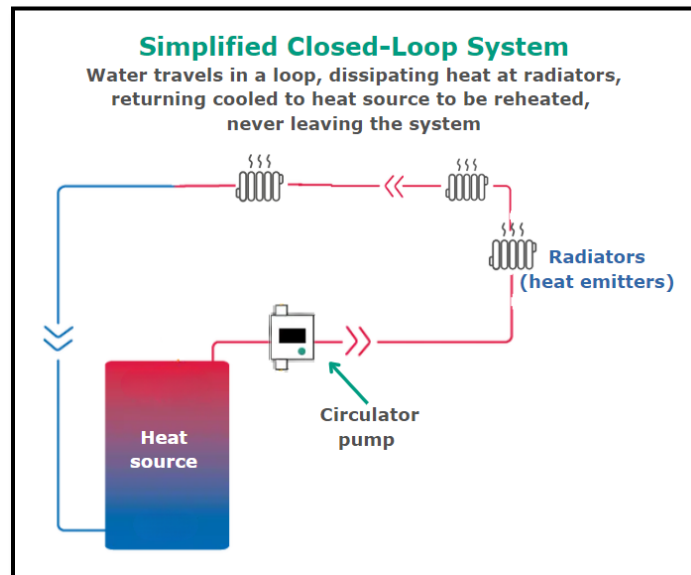 Simplified Closed-Loop System
Water travels in a loop, dissipating heat at radiators,
returning cooled to heat source to be reheated,
never leaving the system
Radiators
(heat emitters)
Circulator
pump
Heat
source